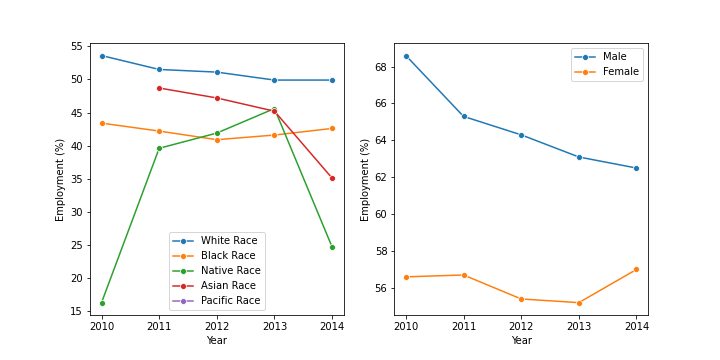 55
50
45
40
35
30
25
20
15
Employment (%)
2010 2011 2012 2013 2014
Year
White Race
Black Race
Native Race
Asian Race
Pacific Race
68
66
64
62
60
58
56
Employment (%)
2010 2011 2012 2013 2014
Year
Male
Female